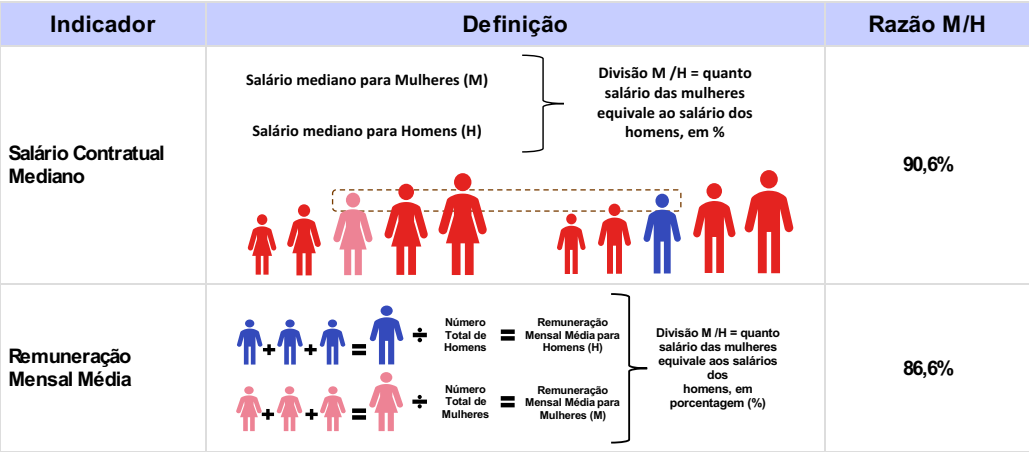 Indicador
Definição
Razão M/H
Salário Contratual
Mediano
Salário mediano para Mulheres (M)
Salário mediano para Homens (H)
Divisão M /H = quanto
salário das mulheres
equivale ao salário dos
homens, em %
90,6%
Remuneração
Mensal Média
+ + = ÷
Número
Total de
Homens
=
Remuneração
Mensal Média para
Homens (H)
+ + = ÷
Número
Total de
Mulheres
=
Remuneração
Mensal Média para
Mulheres (M)
Divisão M /H = quanto
salário das mulheres
equivale aos salários
dos
homens, em
porcentagem (%)
86,6%